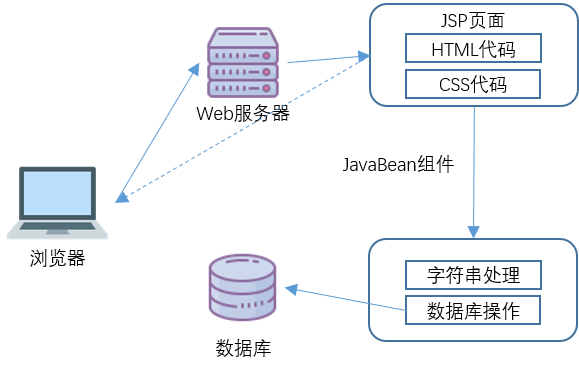 JSP页面
HTML代码
CSS代码
Web服务器
JavaBean组件
浏览器
字符串处理
数据库操作
数据库